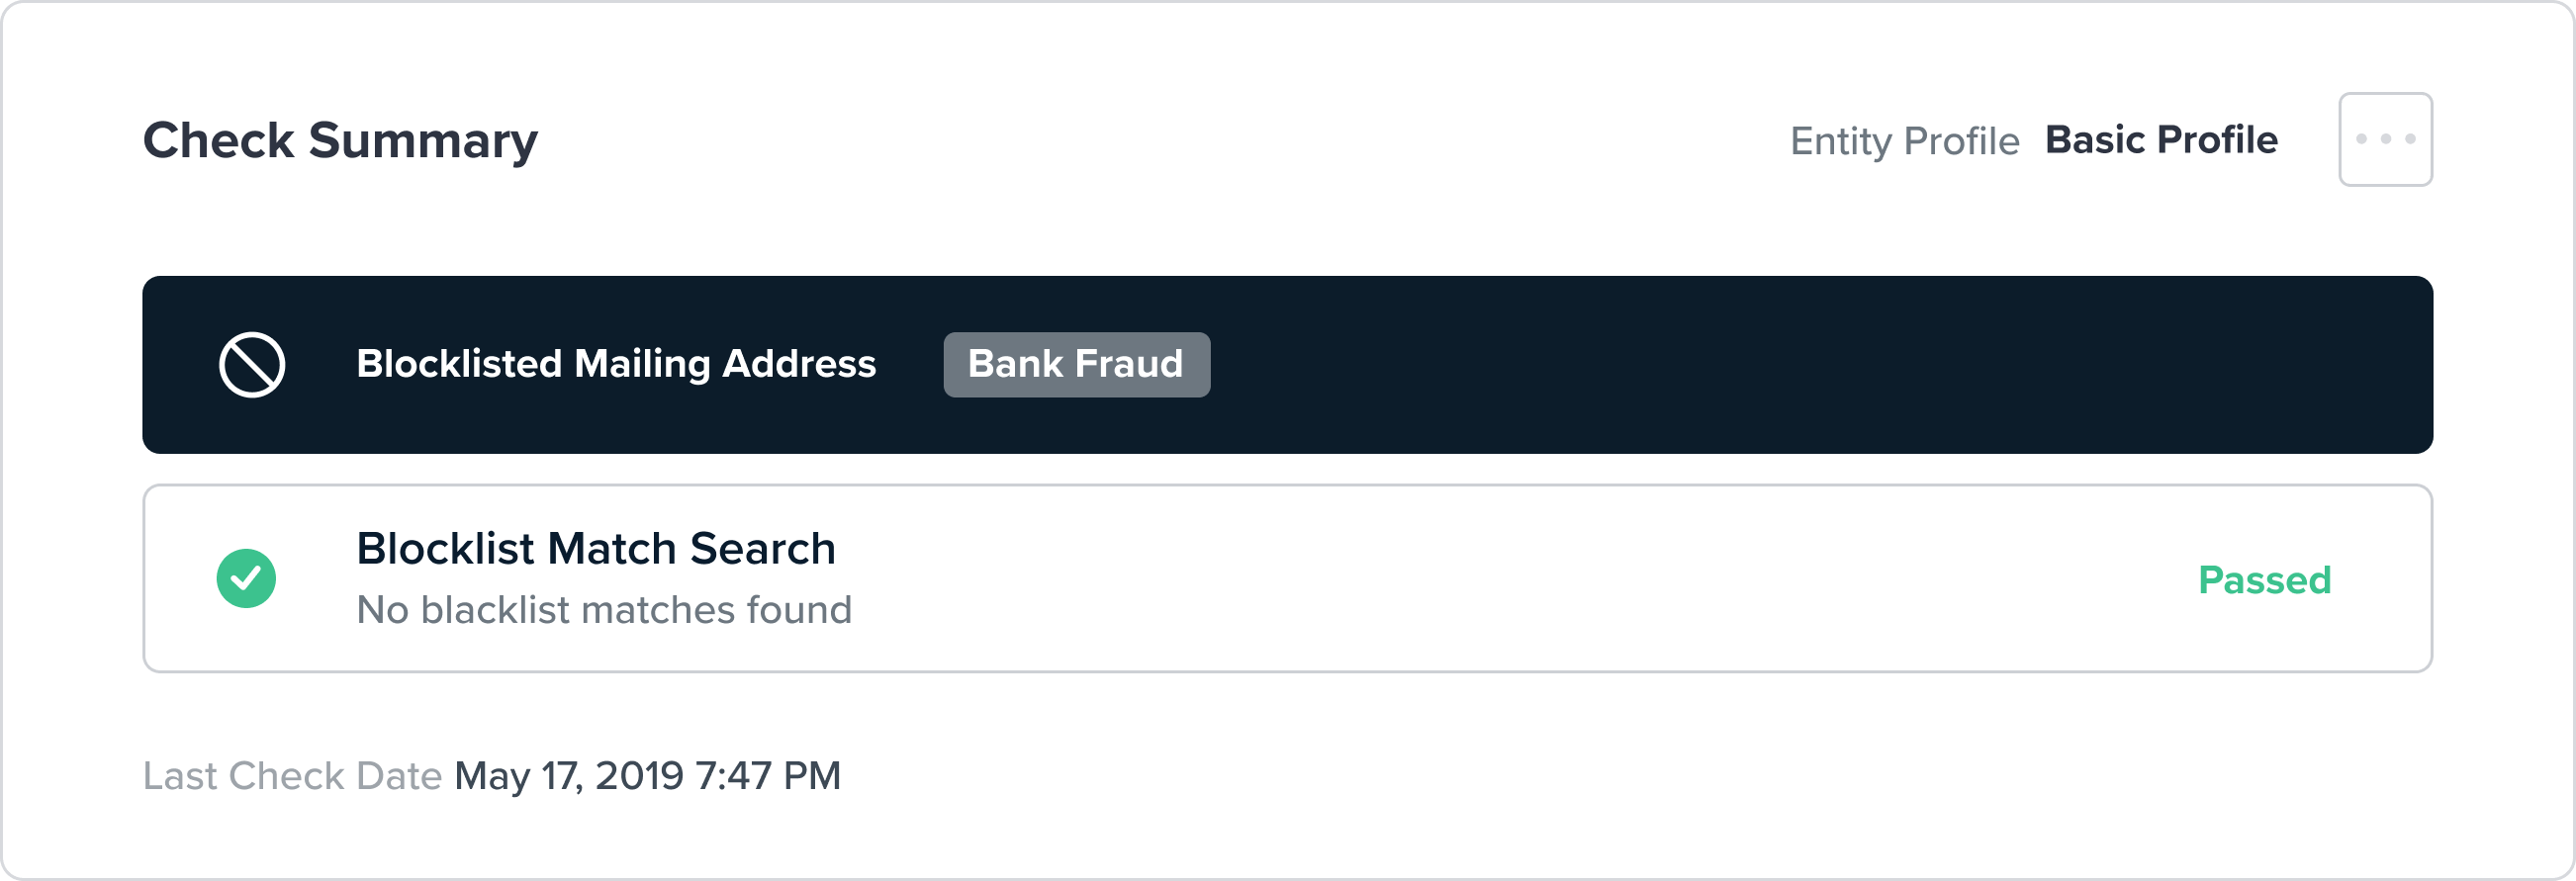 Check Summary
Entity Profile Basic Profile
Blocklisted Mailing Address Bank Fraud
Blocklist Match Search
No blacklist matches found
Passed
Last Check Date May 17, 2019 7:47 PM